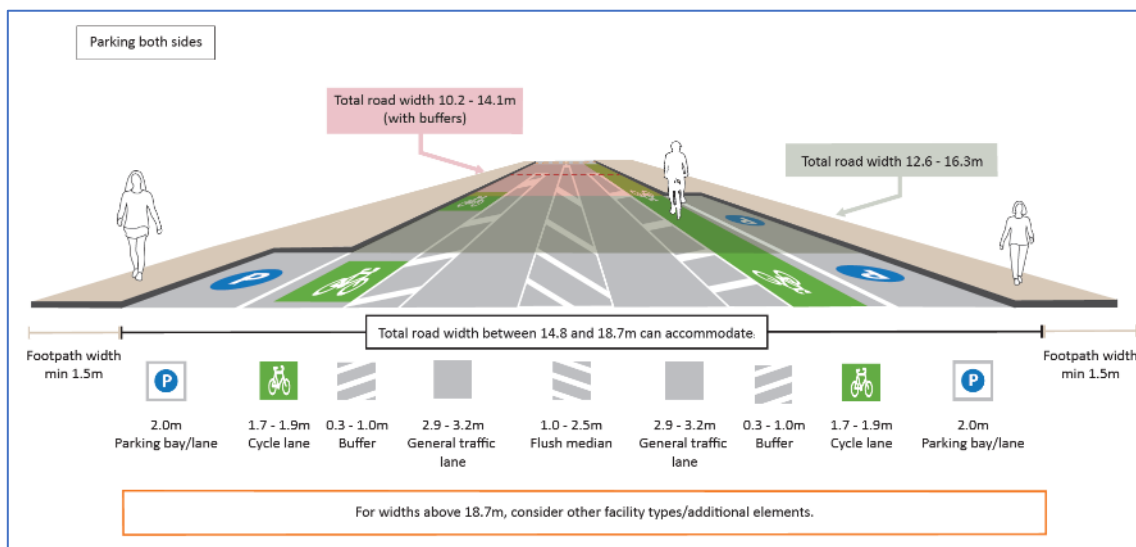 Parking both sides
Total road width 10.2 - 14.1m
(with buffers)
Total road width 12.6 - 16.3m
P
P
Total road width between 14.8 and 18.7m can accommodate:
Footpath width
min 1.5m
Footpath width
min 1.5m
P
P
2.0m
Parking bay/lane
1.7 - 1.9m
Cycle lane
0.3 - 1.0m
Buffer
2.9 - 3.2m
General traffic
lane
1.0 - 2.5m
Flush median
2.9 - 3.2m
General traffic
lane
0.3 - 1.0m
Buffer
1.7 - 1.9m
Cycle lane
2.0m
Parking bay/lane
For widths above 18.7m, consider other facility types/additional elements.